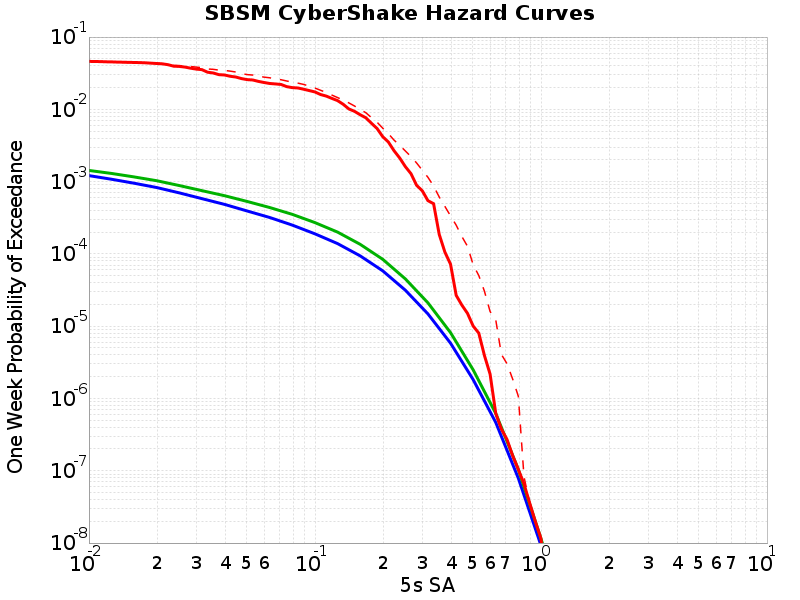 SBSM CyberShake Hazard Curves
One Week Probability of Exceedance
10^-1
10^-2
10^-3
10^-4
10^-5
10^-6
10^-7
10^-8
10^-2 2 3 4 5 6 10^-1 2 3 4 5 6 7 10^0 2 3 4 5 6 7 10^1
5s SA